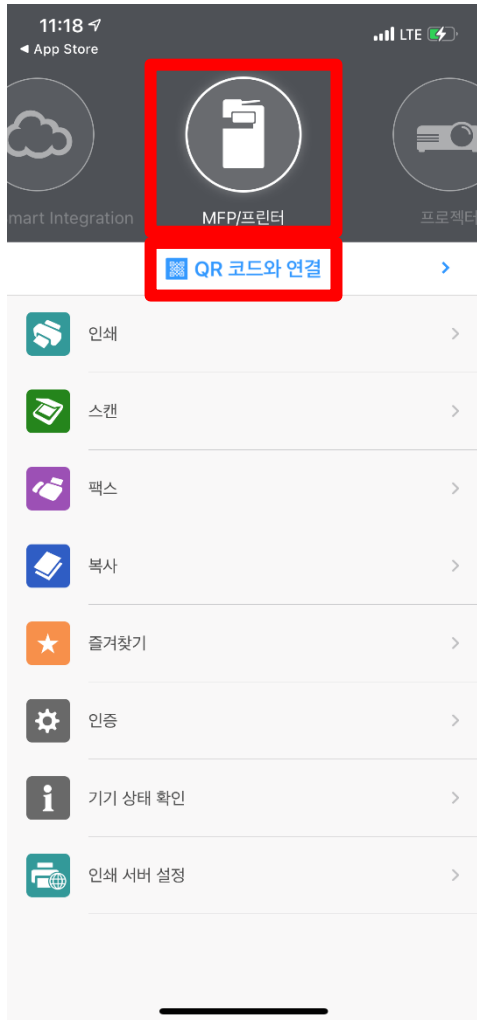 11:18
LTE
◀ App Store
mart Integration
MFP/프린터
프로젝터
QR 코드와 연결
인쇄
스캔
팩스
복사
즐겨찾기
인증
기기 상태 확인
인쇄 서버 설정